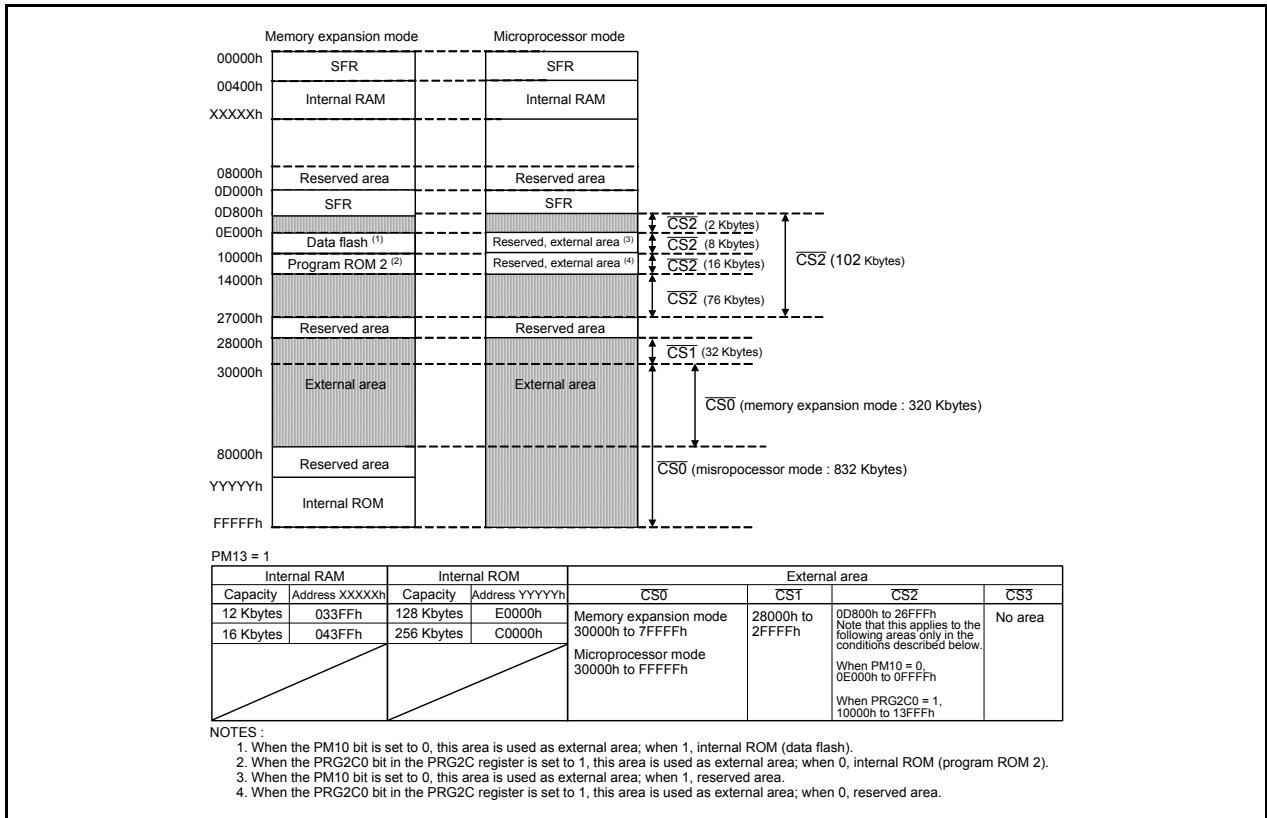 Memory expansion mode Microprocessor mode
00000h
SFR SFR
00400h
Internal RAM Internal RAM
XXXXXh
08000h
Reserved area Reserved area
0D000h
SFR SFR
0D800h
CS2 (2 Kbytes)
0E000h
Data flash (1) Reserved, external area (3) CS2 (8 Kbytes)
10000h
Program ROM 2 (2) Reserved, external area (4) CS2 (16 Kbytes) CS2 (102 Kbytes)
14000h
CS2 (76 Kbytes)
27000h
Reserved area Reserved area
28000h
CS1 (32 Kbytes)
30000h
External area External area
CS0 (memory expansion mode : 320 Kbytes)
80000h
Reserved area CS0 (misropocessor mode : 832 Kbytes)
YYYYYh
Internal ROM
FFFFFh
PM13 = 1
Internal RAM Internal ROM External area
Capacity Address XXXXXh Capacity Address YYYYYh CS0 CS1 CS2 CS3
12 Kbytes 033FFh 128 Kbytes E0000h
16 Kbytes 043FFh 256 Kbytes C0000h
Memory expansion mode
30000h to 7FFFFh
Microprocessor mode
30000h to FFFFFh
28000h to
2FFFFh
0D800h to 26FFFh
Note that this applies to the
following areas only in the
conditions described below.
When PM10 = 0,
0E000h to 0FFFFh
When PRG2C0 = 1,
10000h to 13FFFh
No area
NOTES :
1. When the PM10 bit is set to 0, this area is used as external area; when 1, internal ROM (data flash).
2. When the PRG2C0 bit in the PRG2C register is set to 1, this area is used as external area; when 0, internal ROM (program ROM 2).
3. When the PM10 bit is set to 0, this area is used as external area; when 1, reserved area.
4. When the PRG2C0 bit in the PRG2C register is set to 1, this area is used as external area; when 0, reserved area.